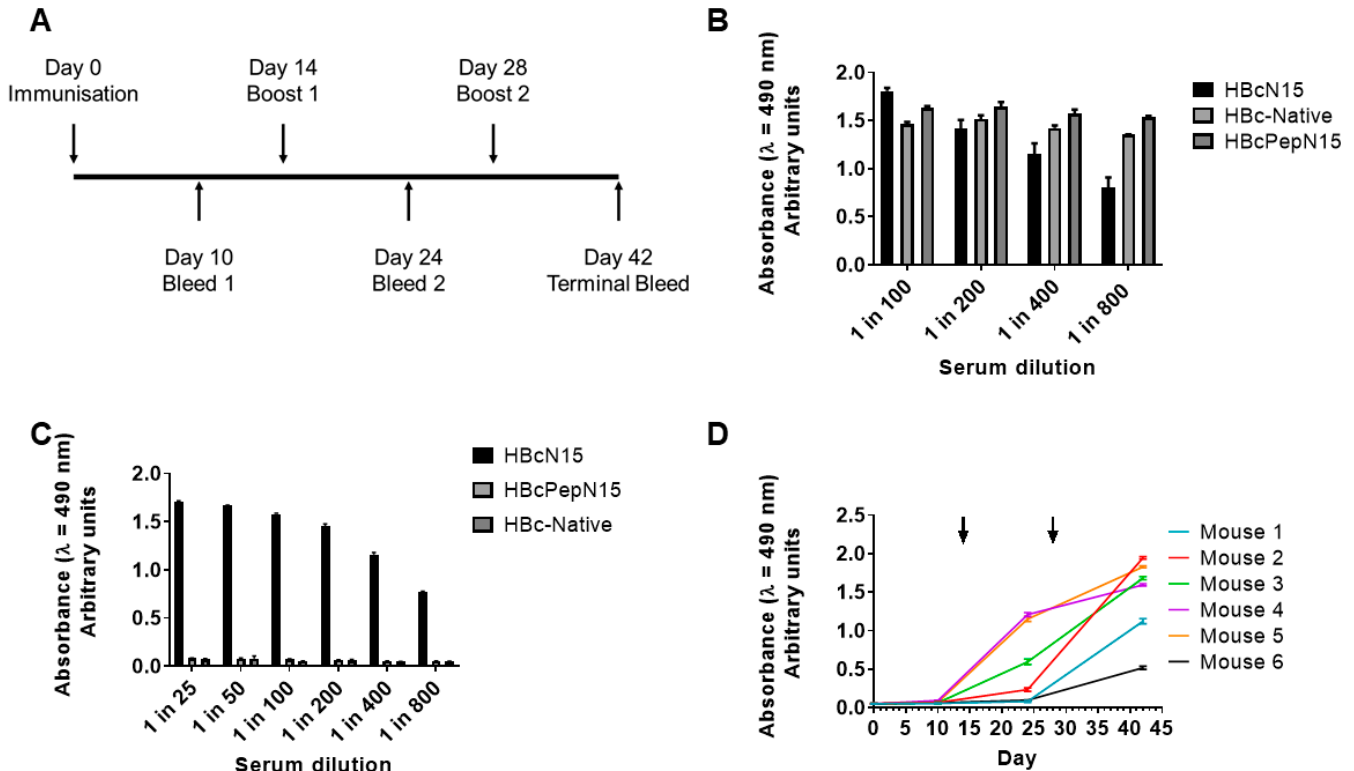 A
Day 0
Immunisation
Day 14
Boost 1
Day 28
Boost 2
Day 10
Bleed 1
Day 24
Bleed 2
Day 42
Terminal Bleed
B
Absorbance (λ = 490 nm)
Arbitrary units
2.0
1.5
1.0
0.5
0.0
1 in 100
1 in 200
1 in 400
1 in 800
Serum dilution
HBcN15
HBc-Native
HBcPepN15
C
Absorbance (λ = 490 nm)
Arbitrary units
2.0
1.5
1.0
0.5
0.0
1 in 25
1 in 50
1 in 100
1 in 200
1 in 400
1 in 800
Serum dilution
HBcN15
HBcPepN15
HBc-Native
D
Absorbance (λ = 490 nm)
Arbitrary units
2.5
2.0
1.5
1.0
0.5
0.0
0 5 10 15 20 25 30 35 40 45
Day
Mouse 1
Mouse 2
Mouse 3
Mouse 4
Mouse 5
Mouse 6